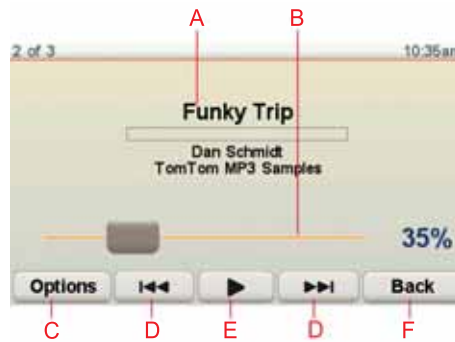 A B
2 of 3 10:35am
Funky Trip
Dan Schmidt
TomTom MP3 Samples
35%
Options Back
C D E D F